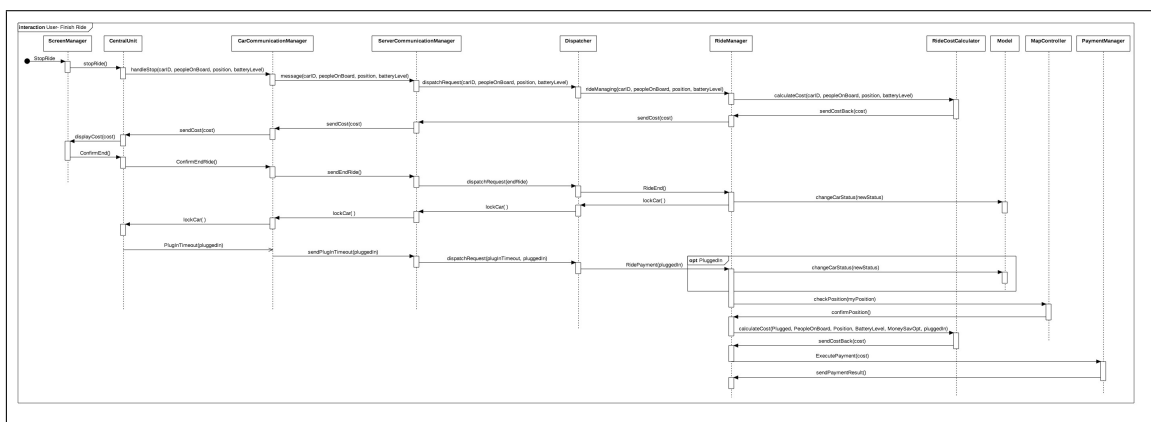 Interaction User- Finish Ride
ScreenManager CentralUnit CarCommunicationManager ServerCommunicationManager Dispatcher RideManager RideCostCalculator Model MapController PaymentManager
StopRide
stopRide()
handleStop(carID, peopleOnBoard, position, batteryLevel)
message(carID, peopleOnBoard, position, batteryLevel)
dispatchRequest(carID, peopleOnBoard, position, batteryLevel)
rideManaging(carID, peopleOnBoard, position, batteryLevel)
calculateCost(carID, peopleOnBoard, position, batteryLevel)
sendCostBack(cost)
sendCost(cost)
sendCost(cost)
sendCost(cost)
displayCost(cost)
ConfirmEnd()
ConfirmEndRide()
sendEndRide()
dispatchRequest(endRide)
RideEnd()
changeCarStatus(newStatus)
lockCar( )
lockCar( )
lockCar( )
lockCar( )
PluginTimeout(pluggedIn)
sendPluginTimeout(pluggedIn)
dispatchRequest(pluginTimeout, pluggedIn)
RidePayment(pluggedIn)
opt PluggedIn
changeCarStatus(newStatus)
checkPosition(myPosition)
confirmPosition()
calculateCost(Plugged, PeopleOnBoard, Position, BatteryLevel, MoneySavOpt, pluggedIn)
sendCostBack(cost)
ExecutePayment(cost)
sendPaymentResult()